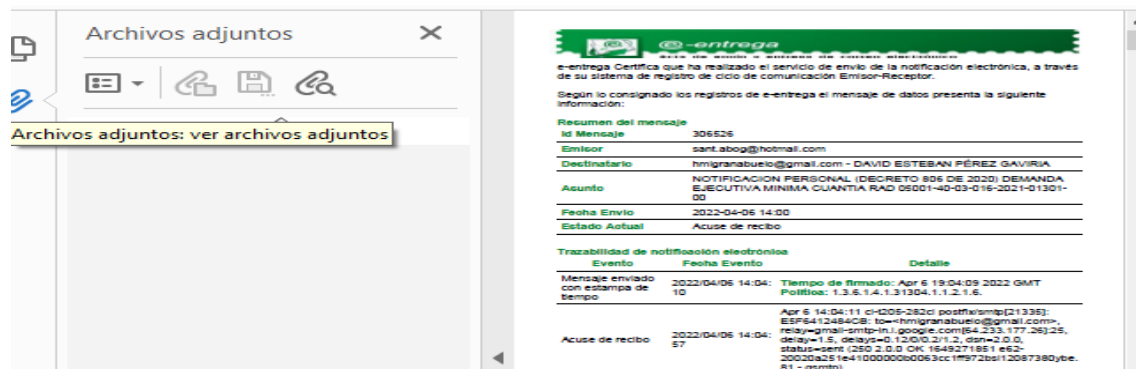 Archivos adjuntos
Archivos adjuntos: ver archivos adjuntos
e-entrega
Acta de envío y entrega de correo electrónico
e-entrega Certifica que ha realizado el servicio de envío de la notificación electrónica, a través
de su sistema de registro de ciclo de comunicación Emisor-Receptor.
Según lo consignado los registros de e-entrega el mensaje de datos presenta la siguiente
información:
Resumen del mensaje
Id Mensaje 306526
Emisor sant.abog@hotmail.com
Destinatario hmigranabuelo@gmail.com - DAVID ESTEBAN PÉREZ GAVIRIA
Asunto NOTIFICACION PERSONAL (DECRETO 806 DE 2020) DEMANDA
EJECUTIVA MINIMA CUANTIA RAD 05001-40-03-016-2021-01301-
00
Fecha Envio 2022-04-06 14:00
Estado Actual Acuse de recibo
Trazabilidad de notificación electrónica
Evento Fecha Evento Detalle
Mensaje enviado
con estampa de
tiempo
2022/04/06 14:04:
10
Tiempo de firmado: Apr 6 19:04:09 2022 GMT
Política: 1.3.6.1.4.1.31304.1.1.2.1.6.
Acuse de recibo
2022/04/06 14:04:
57
Apr 6 14:04:11 cl-t205-282cl postfix/smtp[21335]:
E5F6412484CB: to=<hmigranabuelo@gmail.com>,
relay=gmail-smtp-in.l.google.com[64.233.177.26]:25,
delay=1.5, delays=0.12/0/0.2/1.2, dsn=2.0.0,
status=sent (250 2.0.0 OK 1649271851 e62-
20020a251e41000000b0063cc1ff972bsi12087380ybe.
81 - gsmtp)